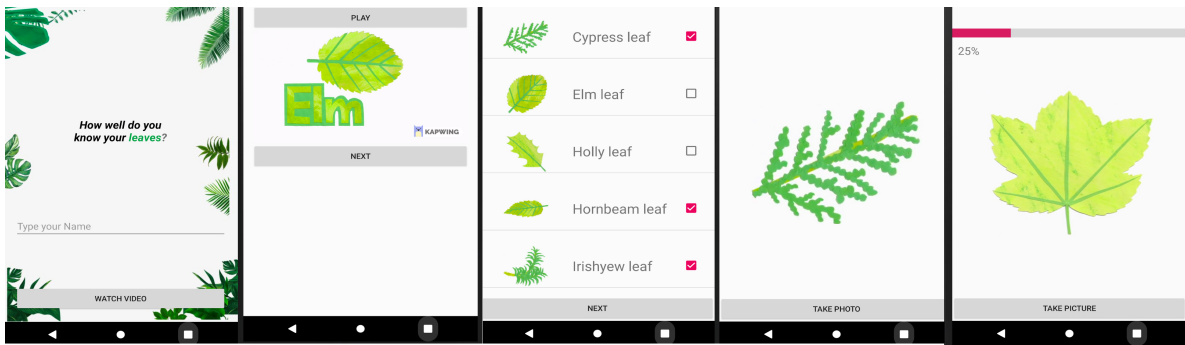 How well do you
know your leaves?
Type your Name
WATCH VIDEO
PLAY
Elm
KAPWING
NEXT
Cypress leaf
Elm leaf
Holly leaf
Hornbeam leaf
Irishyew leaf
NEXT
TAKE PHOTO
25%
TAKE PICTURE